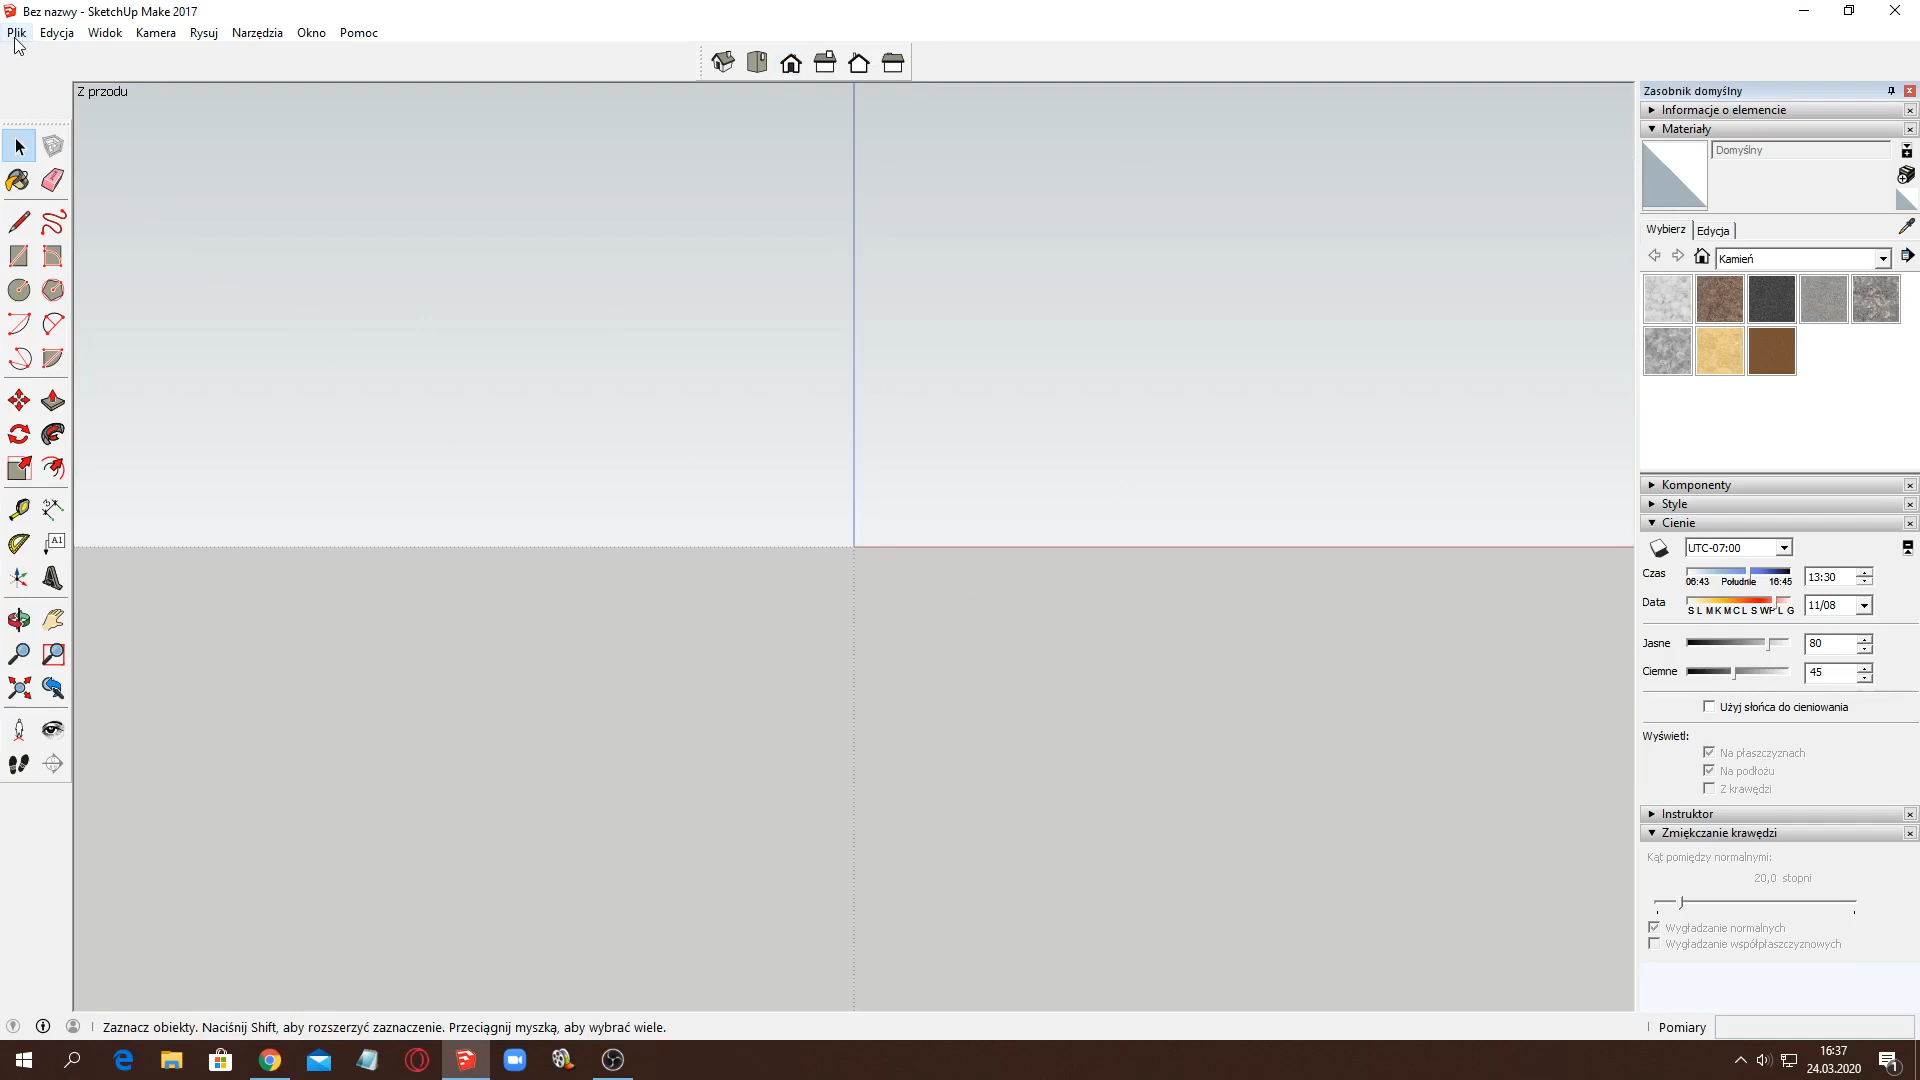 Bez nazwy - SketchUp Make 2017
Plik Edycja Widok Kamera Rysuj Narzędzia Okno Pomoc
Z przodu
Zasobnik domyślny
Informacje o elemencie
Materiały
Domyślny
Wybierz Edycja
Kamień
Komponenty
Style
Cienie
UTC-07:00
Czas
06:43 Południe 16:45
13:30
Data
S L M K M C L S W P L G
11/08
Jasne
80
Ciemne
45
Użyj słońca do cieniowania
Wyświetl:
Na płaszczyznach
Na podłożu
Z krawędzi
Instruktor
Zmiękczanie krawędzi
Kąt pomiędzy normalnymi:
20,0 stopni
Wygładzanie normalnych
Wygładzanie współpłaszczyznowych
A1
Zaznacz obiekty. Naciśnij Shift, aby rozszerzyć zaznaczenie. Przeciągnij myszką, aby wybrać wiele.
Pomiary
16:37
24.03.2020
1